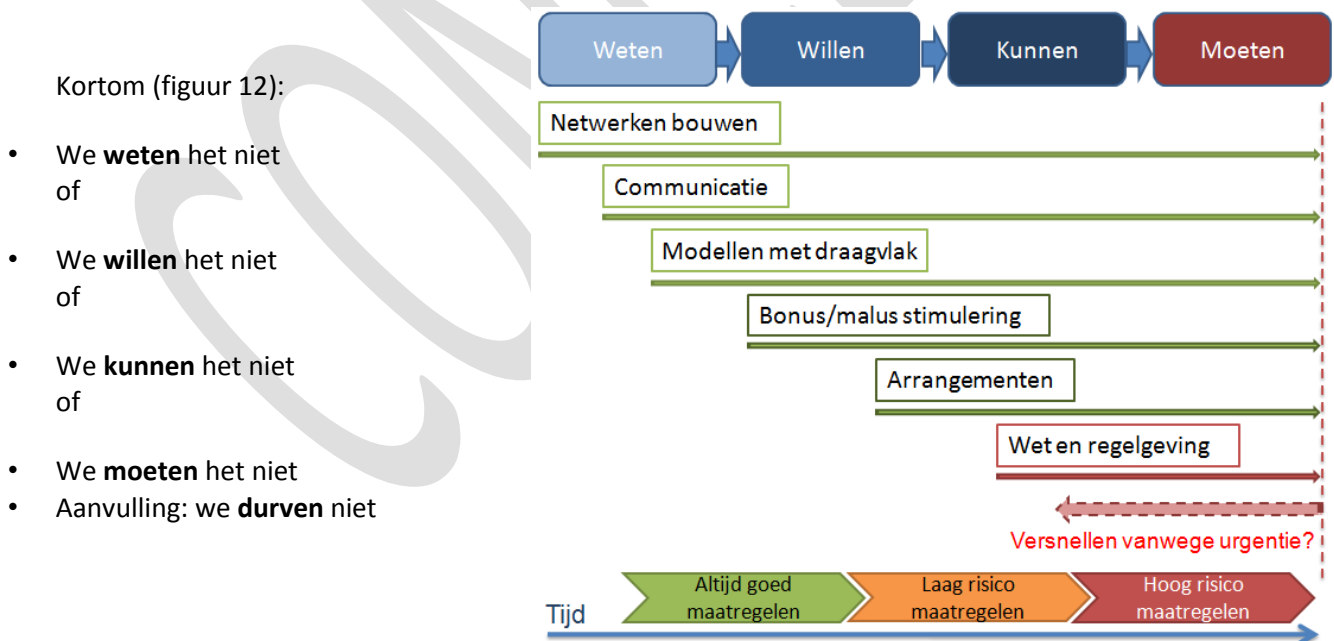 Kortom (figuur 12):
• We weten het niet
of
• We willen het niet
of
• We kunnen het niet
of
• We moeten het niet
• Aanvulling: we durven niet
Weten
Willen
Kunnen
Moeten
Netwerken bouwen
Communicatie
Modellen met draagvlak
Bonus/malus stimulering
Arrangementen
Wet en regelgeving
Versnellen vanwege urgentie?
Tijd
Altijd goed
maatregelen
Laag risico
maatregelen
Hoog risico
maatregelen